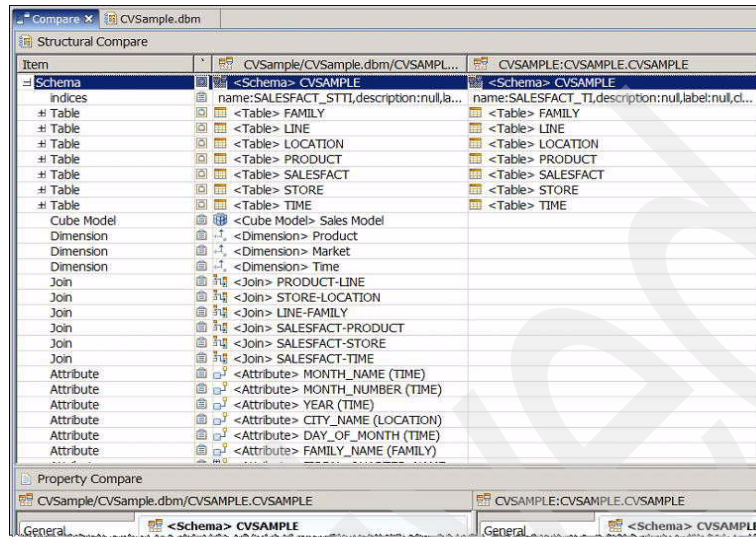 Compare CVSample.dbm
Structural Compare
Item CVSample/CVSample.dbm/CVSAMPL... CVSAMPLE:CVSAMPLE.CVSAMPLE
Schema <Schema> CVSAMPLE <Schema> CVSAMPLE
indices name:SALESFACT_STTI,description:null,la... name:SALESFACT_TI,description:null,label:null,cl...
Table <Table> FAMILY <Table> FAMILY
Table <Table> LINE <Table> LINE
Table <Table> LOCATION <Table> LOCATION
Table <Table> PRODUCT <Table> PRODUCT
Table <Table> SALESFACT <Table> SALESFACT
Table <Table> STORE <Table> STORE
Table <Table> TIME <Table> TIME
Cube Model <Cube Model> Sales Model
Dimension <Dimension> Product
Dimension <Dimension> Market
Dimension <Dimension> Time
Join <Join> PRODUCT-LINE
Join <Join> STORE-LOCATION
Join <Join> LINE-FAMILY
Join <Join> SALESFACT-PRODUCT
Join <Join> SALESFACT-STORE
Join <Join> SALESFACT-TIME
Attribute <Attribute> MONTH_NAME (TIME)
Attribute <Attribute> MONTH_NUMBER (TIME)
Attribute <Attribute> YEAR (TIME)
Attribute <Attribute> CITY_NAME (LOCATION)
Attribute <Attribute> DAY_OF_MONTH (TIME)
Attribute <Attribute> FAMILY_NAME (FAMILY)
Property Compare
CVSample/CVSample.dbm/CVSAMPLE.CVSAMPLE CVSAMPLE:CVSAMPLE.CVSAMPLE
General <Schema> CVSAMPLE General <Schema> CVSAMPL